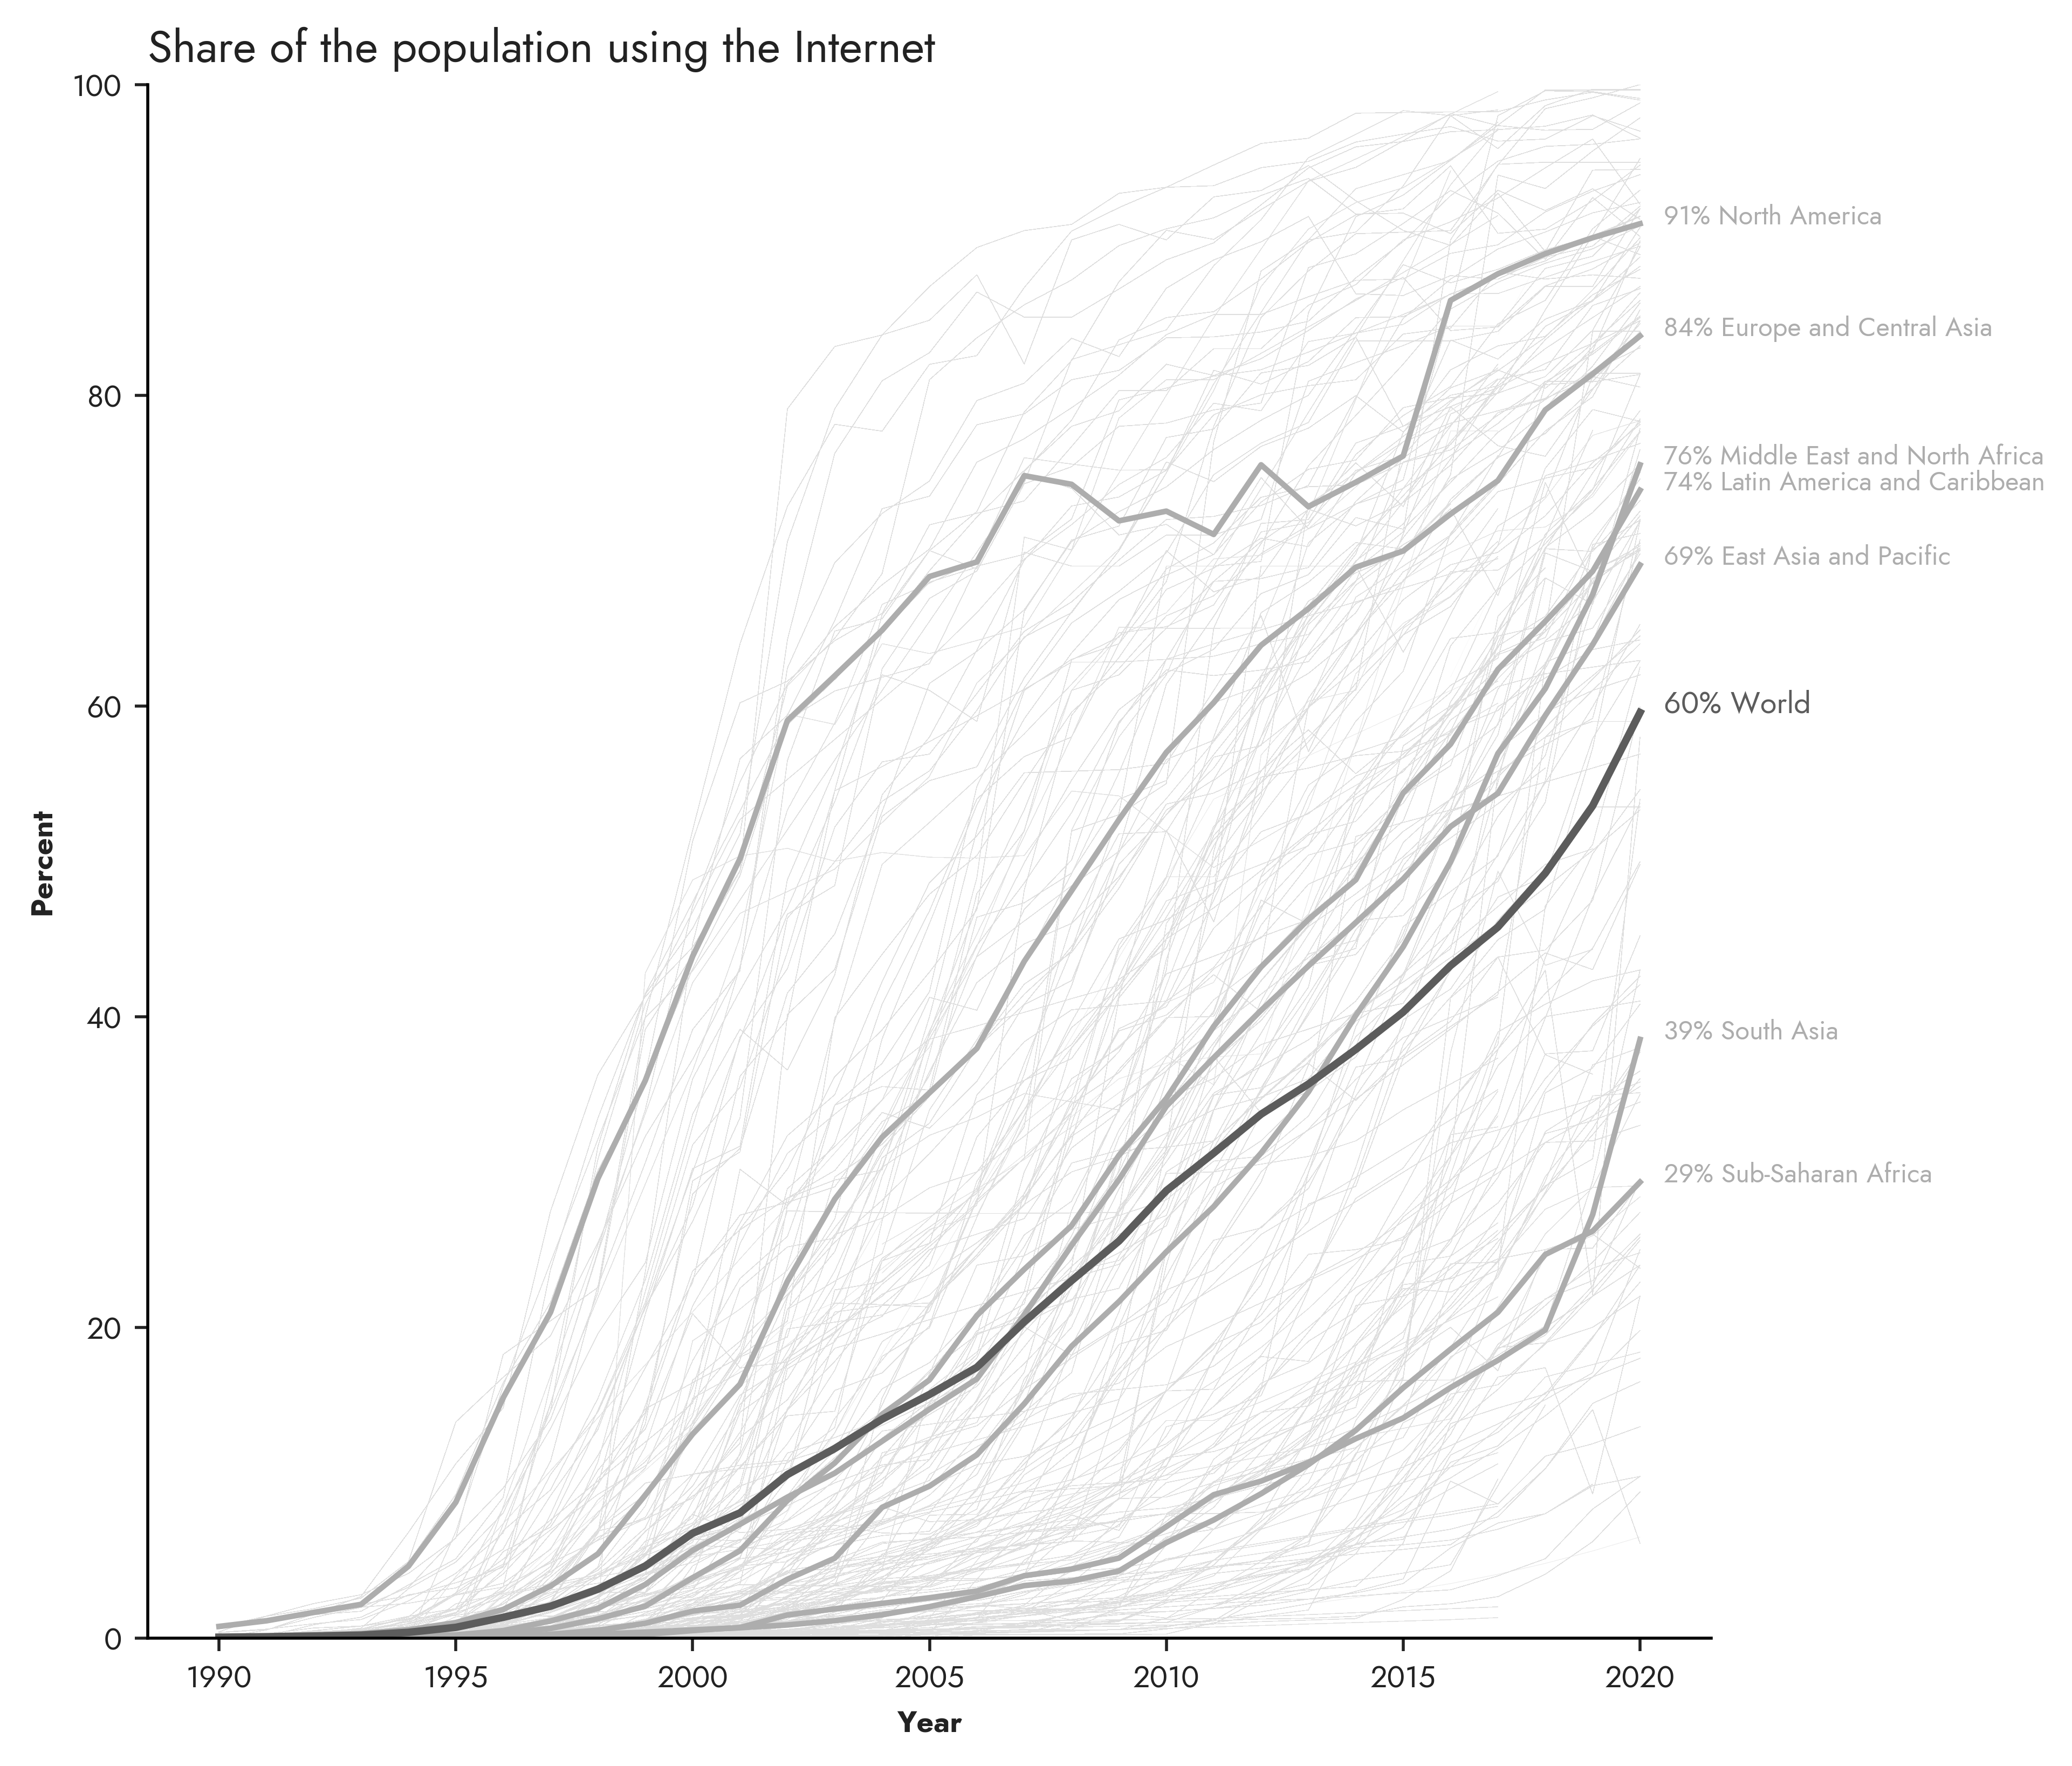 Share of the population using the Internet
100
80
60
40
20
0
Percent
1990 1995 2000 2005 2010 2015 2020
Year
91% North America
84% Europe and Central Asia
76% Middle East and North Africa
74% Latin America and Caribbean
69% East Asia and Pacific
60% World
39% South Asia
29% Sub-Saharan Africa